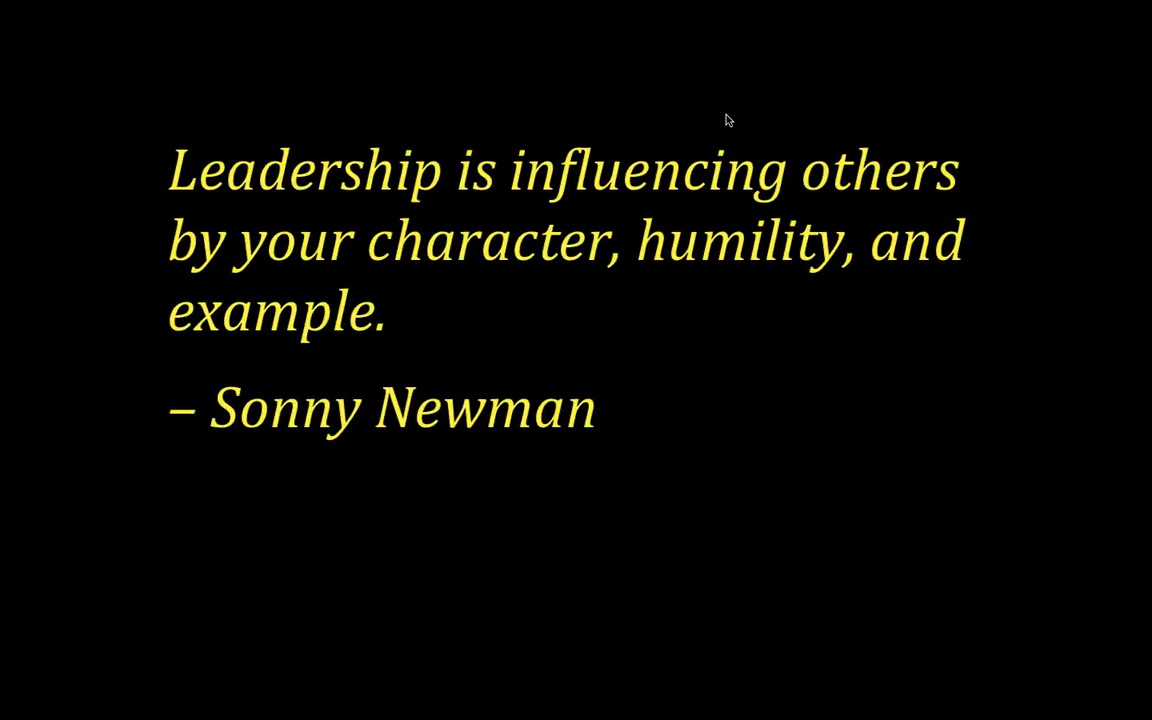 Leadership is influencing others
by your character, humility, and
example.
– Sonny Newman